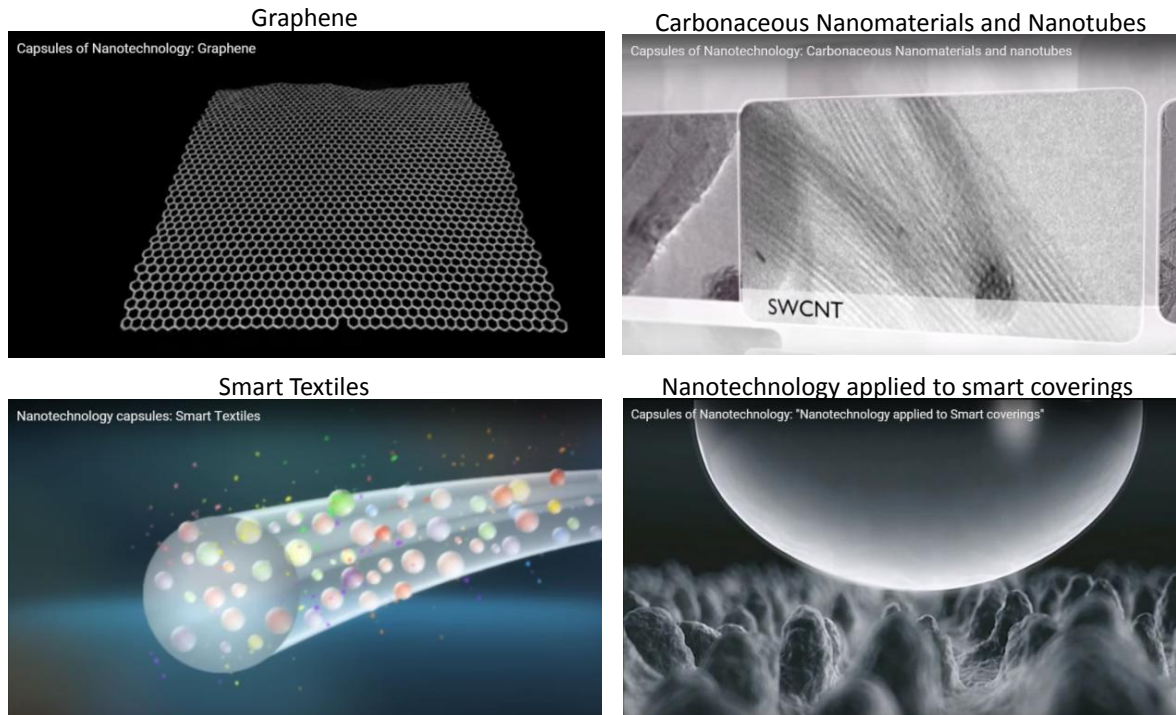 Graphene
Capsules of Nanotechnology: Graphene
Carbonaceous Nanomaterials and Nanotubes
Capsules of Nanotechnology: Carbonaceous Nanomaterials and nanotubes
SWCNT
Smart Textiles
Nanotechnology capsules: Smart Textiles
Nanotechnology applied to smart coverings
Capsules of Nanotechnology: "Nanotechnology applied to Smart coverings"